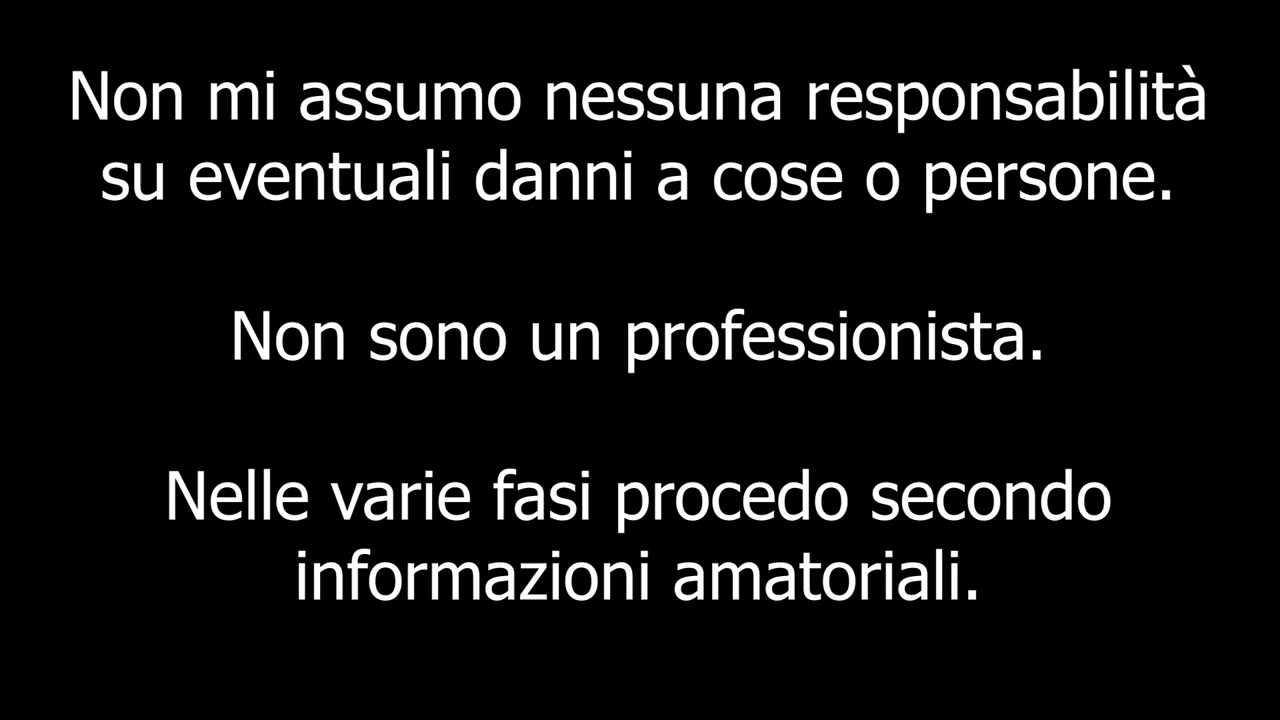 Non mi assumo nessuna responsabilità
su eventuali danni a cose o persone.
Non sono un professionista.
Nelle varie fasi procedo secondo
informazioni amatoriali.